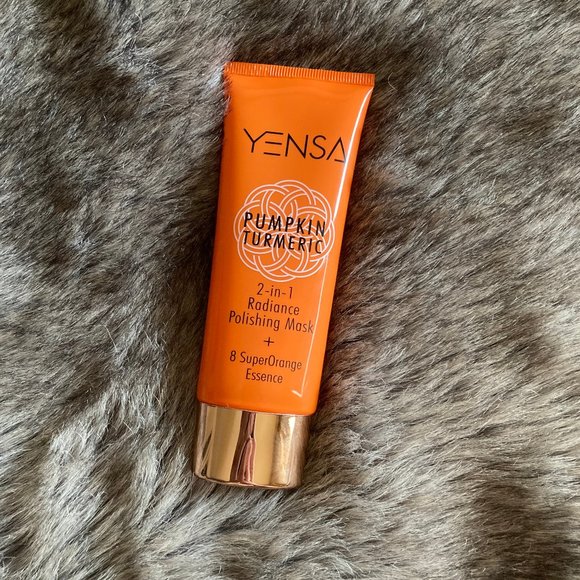 YENSA
PUMPKIN
TURMERIC
2-in-1
Radiance
Polishing Mask
+
8 SuperOrange
Essence